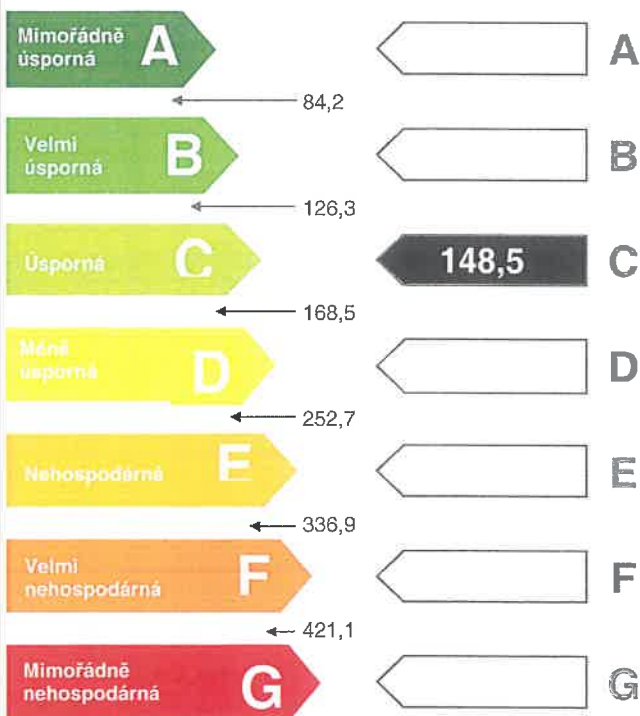 Mimořádně
úsporná
A
A
84,2
Velmi
úsporná
B
B
126,3
Úsporná
C
148,5
C
168,5
Méně
úsporná
D
D
252,7
Nehospodárná
E
E
336,9
Velmi
nehospodárná
F
F
421,1
Mimořádně
nehospodárná
G
G